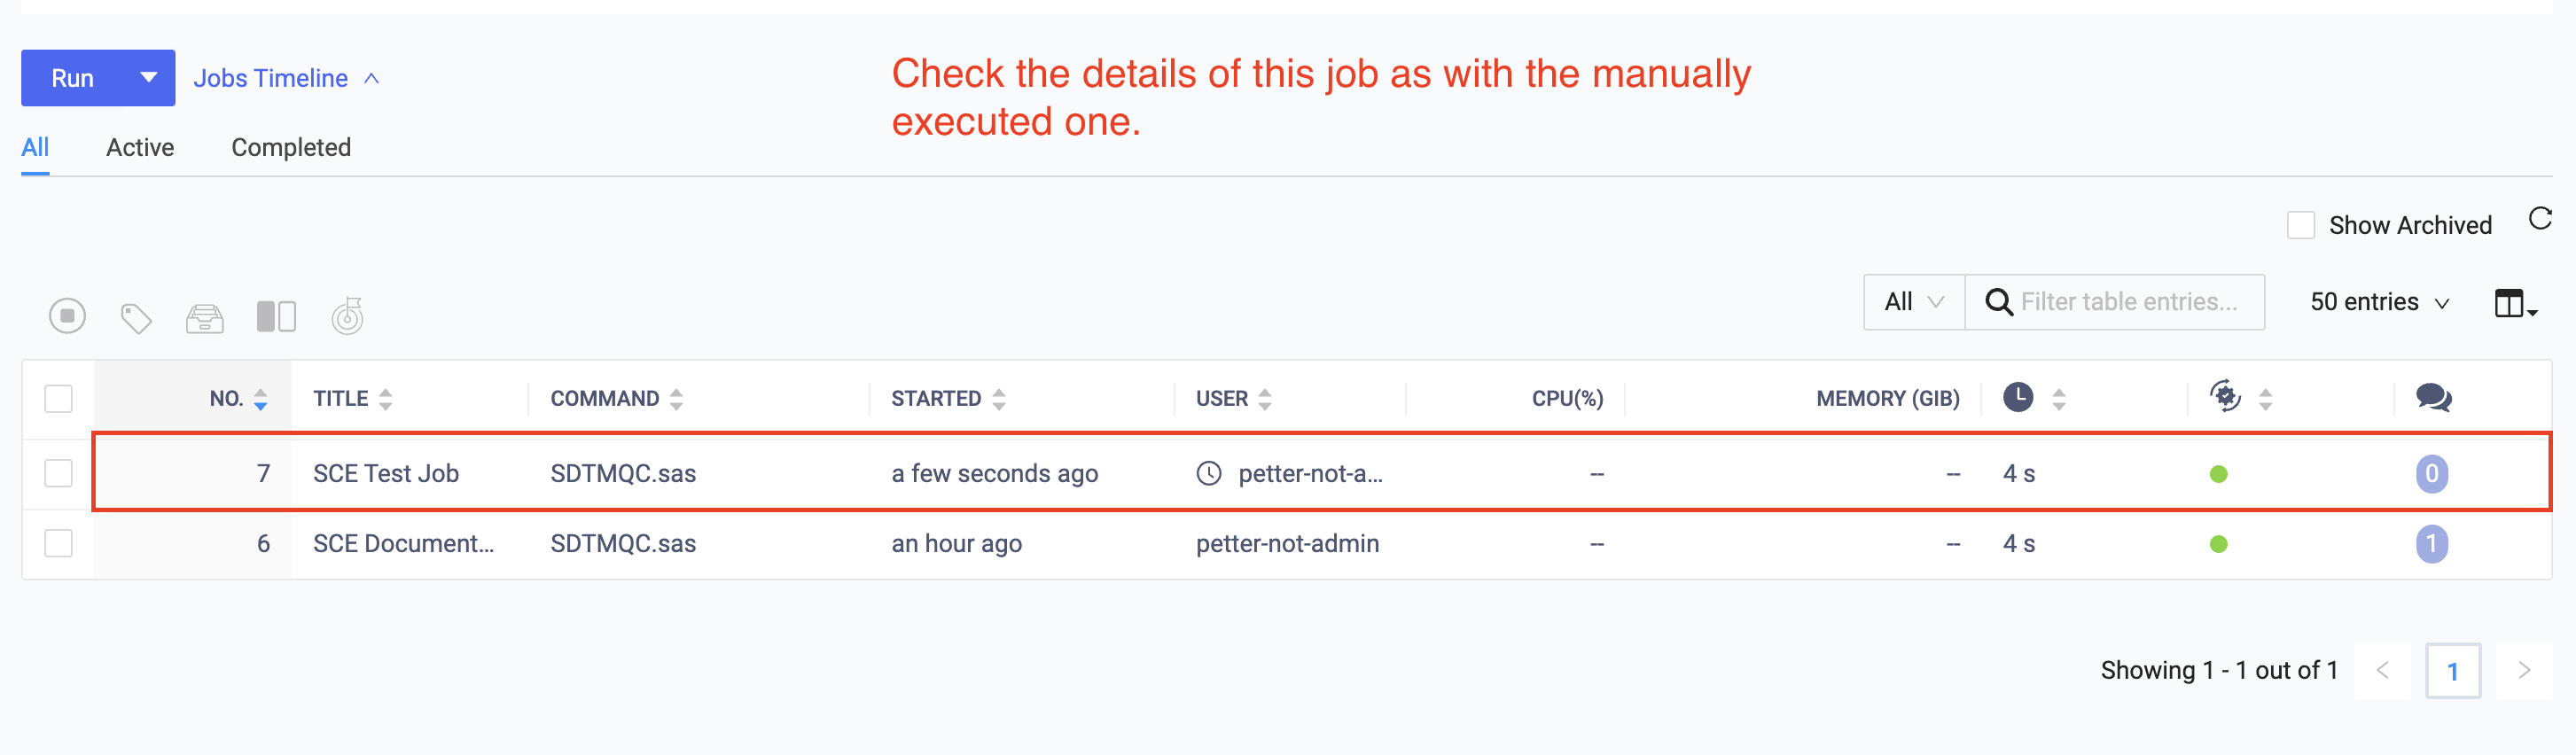 Run
Jobs Timeline
Check the details of this job as with the manually
executed one.
All Active Completed
Show Archived
All Filter table entries... 50 entries
NO. TITLE COMMAND STARTED USER CPU(%) MEMORY (GIB)
7 SCE Test Job SDTMQC.sas a few seconds ago petter-not-a... -- -- 4 s 0
6 SCE Document... SDTMQC.sas an hour ago petter-not-admin -- -- 4 s 1
Showing 1 - 1 out of 1 < 1 >